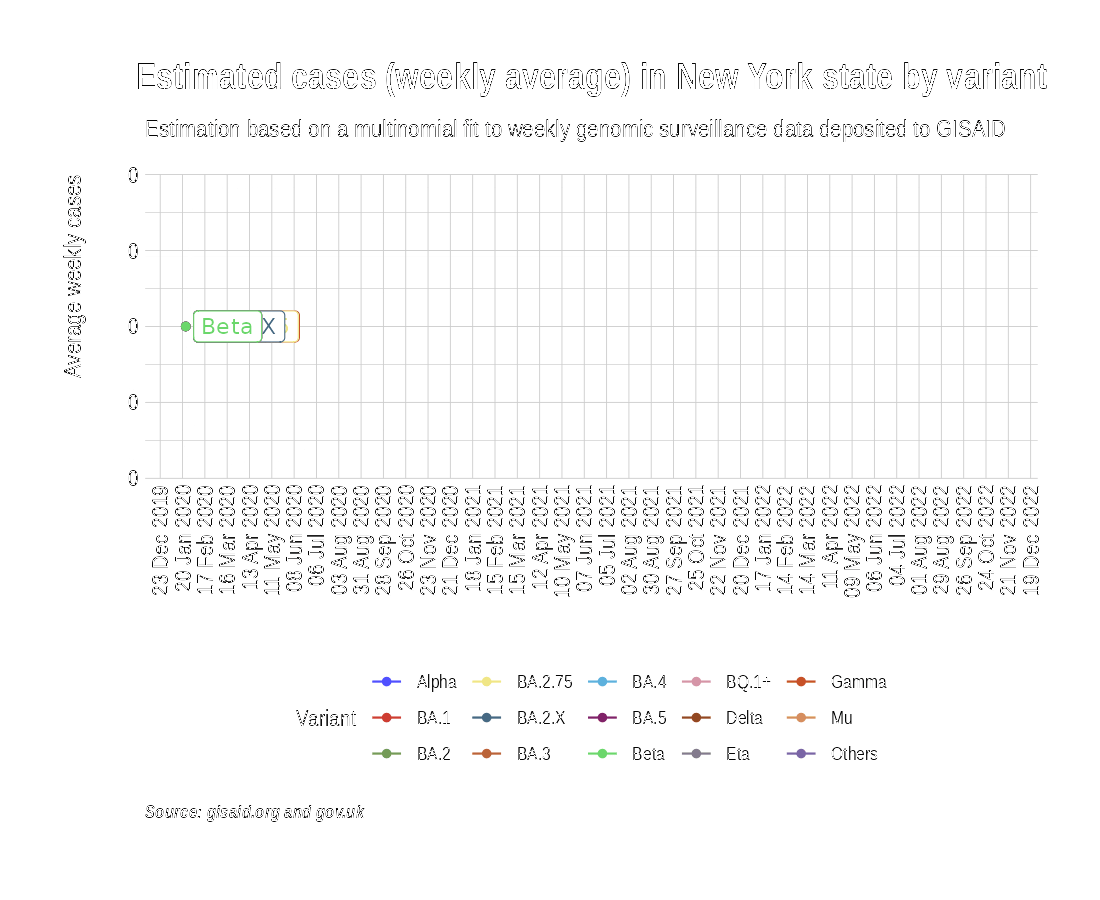 Estimated cases (weekly average) in New York state by variant
Estimation based on a multinomial fit to weekly genomic surveillance data deposited to GISAID
Average weekly cases
0
0
0
0
0
Beta
X
23 Dec 2019
20 Jan 2020
17 Feb 2020
16 Mar 2020
13 Apr 2020
11 May 2020
08 Jun 2020
06 Jul 2020
03 Aug 2020
31 Aug 2020
28 Sep 2020
26 Oct 2020
23 Nov 2020
21 Dec 2020
18 Jan 2021
15 Feb 2021
15 Mar 2021
12 Apr 2021
10 May 2021
07 Jun 2021
05 Jul 2021
02 Aug 2021
30 Aug 2021
27 Sep 2021
25 Oct 2021
22 Nov 2021
20 Dec 2021
17 Jan 2022
14 Feb 2022
14 Mar 2022
11 Apr 2022
09 May 2022
06 Jun 2022
04 Jul 2022
01 Aug 2022
29 Aug 2022
26 Sep 2022
24 Oct 2022
21 Nov 2022
19 Dec 2022
Variant
Alpha
BA.1
BA.2
BA.2.75
BA.2.X
BA.3
BA.4
BA.5
Beta
BQ.1+
Delta
Eta
Gamma
Mu
Others
Source: gisaid.org and gov.uk